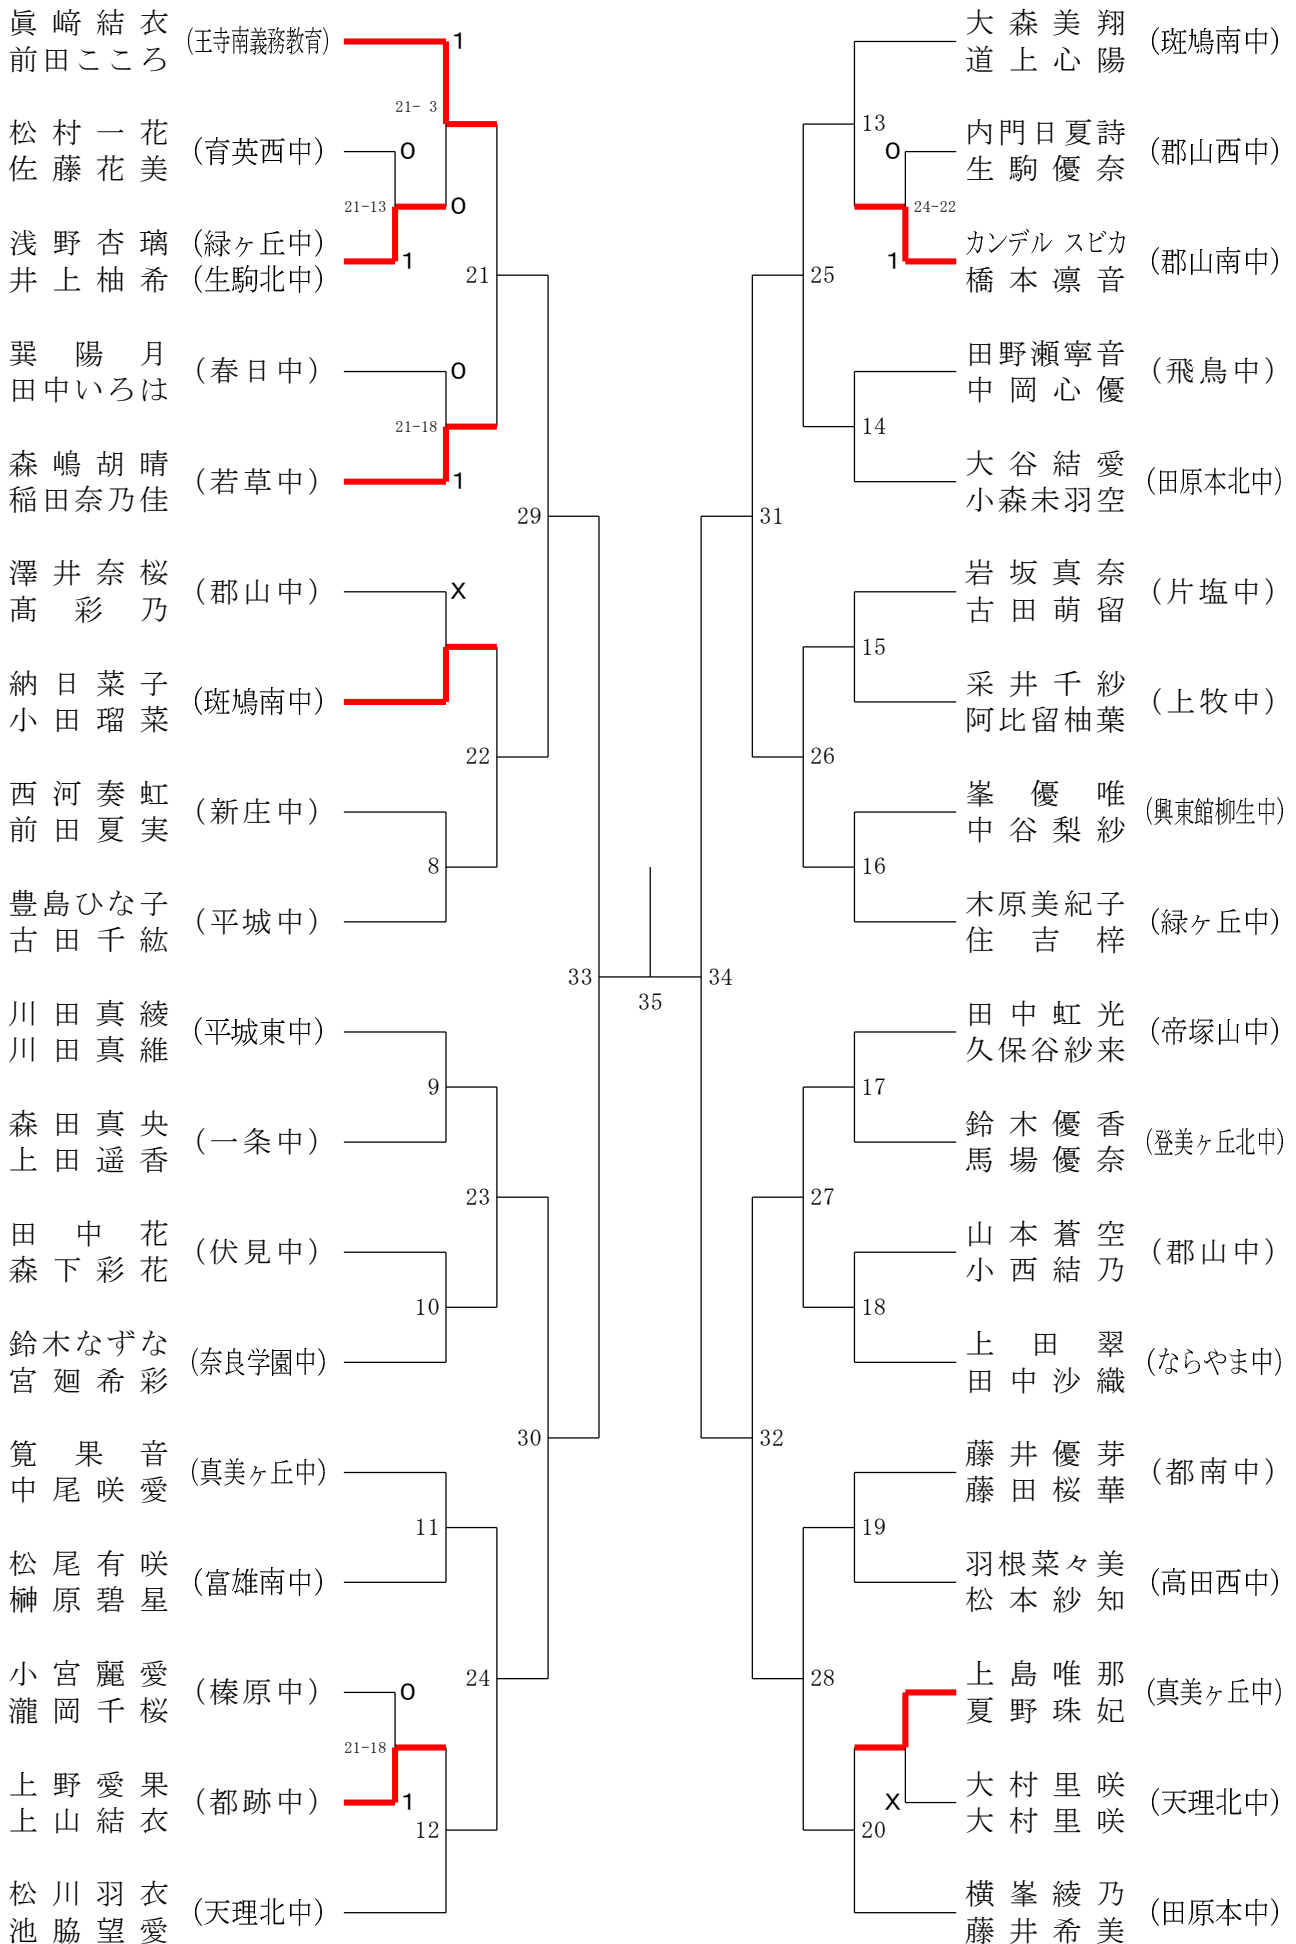 眞﨑結衣
前田こころ
(王寺南義務教育)
1
21- 3
松村一花
佐藤花美
(育英西中)
0
21-13
0
浅野杏璃 (緑ヶ丘中)
井上柚希 (生駒北中)
1
21
巽陽月
田中いろは
(春日中)
0
21-18
森嶋胡晴
稲田奈乃佳
(若草中)
1
29
澤井奈桜
髙彩乃
(郡山中)
X
納日菜子
小田瑠菜
(斑鳩南中)
22
西河奏虹
前田夏実
(新庄中)
8
豊島ひな子
古田千紘
(平城中)
33
川田真綾
川田真維
(平城東中)
9
森田真央
上田遥香
(一条中)
23
田中花
森下彩花
(伏見中)
10
鈴木なずな
宮廻希彩
(奈良学園中)
30
筧果音
中尾咲愛
(真美ヶ丘中)
11
松尾有咲
榊原碧星
(富雄南中)
24
小宮麗愛
瀧岡千桜
(榛原中)
0
21-18
上野愛果
上山結衣
(都跡中)
1
12
松川羽衣
池脇望愛
(天理北中)
35
大森美翔
道上心陽
(斑鳩南中)
13
内門日夏詩
生駒優奈
(郡山西中)
0
24-22
カンデル スビカ
橋本凛音
(郡山南中)
1
25
田野瀬寧音
中岡心優
(飛鳥中)
14
大谷結愛
小森未羽空
(田原本北中)
31
岩坂真奈
古田萌留
(片塩中)
15
采井千紗
阿比留柚葉
(上牧中)
26
峯優唯
中谷梨紗
(興東館柳生中)
16
木原美紀子
住吉梓
(緑ヶ丘中)
34
田中虹光
久保谷紗来
(帝塚山中)
17
鈴木優香
馬場優奈
(登美ヶ丘北中)
27
山本蒼空
小西結乃
(郡山中)
18
上田翠
田中沙織
(ならやま中)
32
藤井優芽
藤田桜華
(都南中)
19
羽根菜々美
松本紗知
(高田西中)
28
上島唯那
夏野珠妃
(真美ヶ丘中)
大村里咲
大村里咲
(天理北中)
X
20
横峯綾乃
藤井希美
(田原本中)